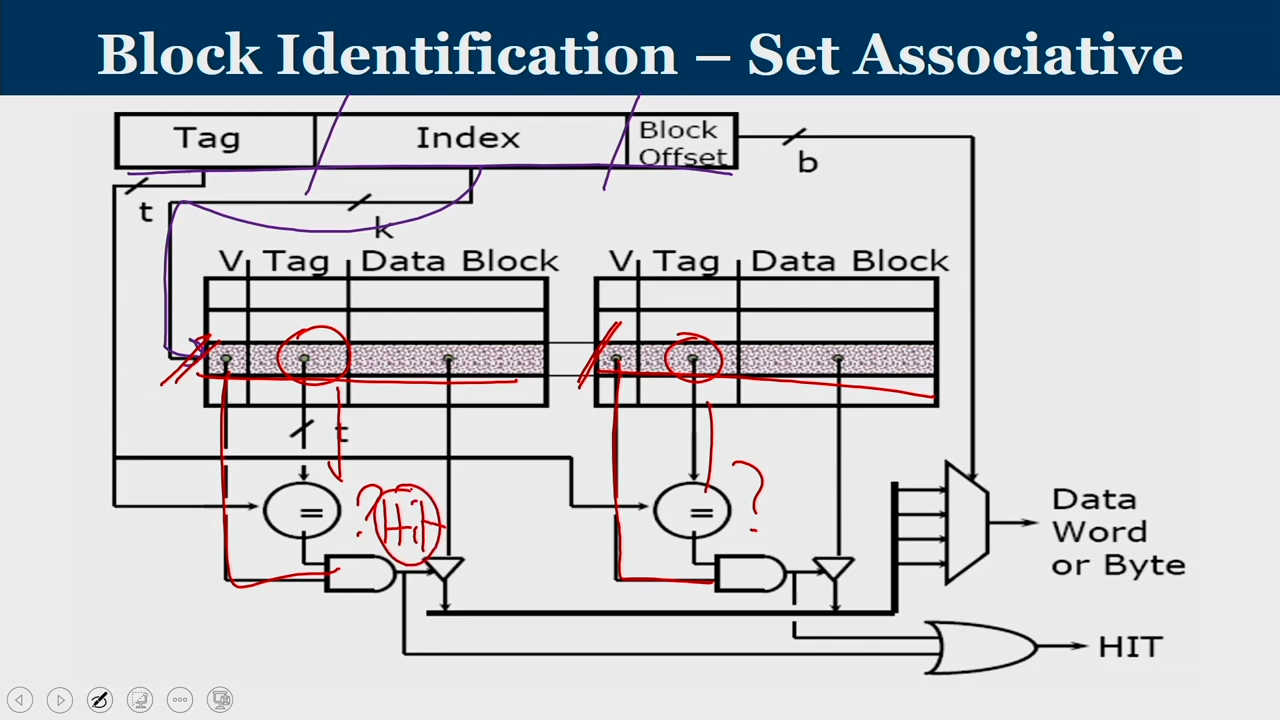 Block Identification – Set Associative
Tag
Index
Block
Offset
b
t
k
V Tag Data Block
V Tag Data Block
t
=
? Hit
=
?
Data
Word
or Byte
HIT